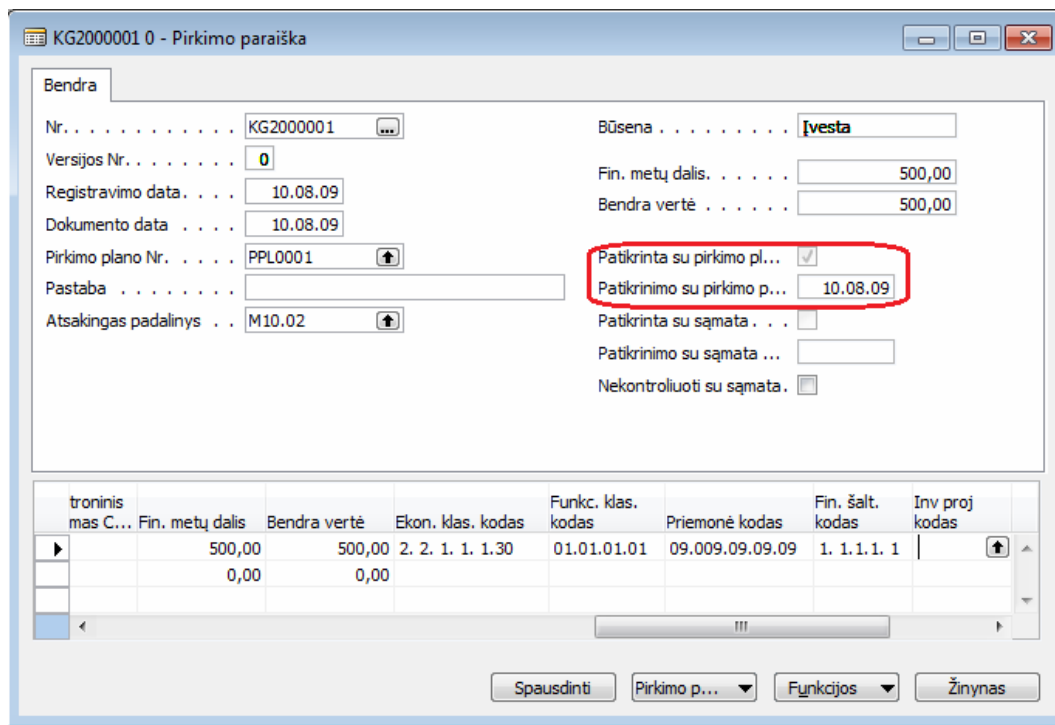 KG2000001 0 - Pirkimo paraiška
Bendra
Nr. . . . . . . . . . . . . KG2000001 ...
Versijos Nr. . . . . . . . 0
Registravimo data. . . . 10.08.09
Dokumento data . . . . 10.08.09
Pirkimo plano Nr. . . . . PPL0001
Pastaba . . . . . . . .
Atsakingas padalinys . . M10.02
Būsena . . . . . . . . . Įvesta
Fin. metų dalis. . . . . . 500,00
Bendra vertė . . . . . . 500,00
Patikrinta su pirkimo pl...
Patikrinimo su pirkimo p... 10.08.09
Patikrinta su sąmata . . .
Patikrinimo su sąmata ...
Nekontroliuoti su sąmata.
troninis Funkc. klas. Fin. šalt. Inv proj
mas C... Fin. metų dalis Bendra vertė Ekon. klas. kodas kodas Priemonė kodas kodas kodas
500,00 500,00 2. 2. 1. 1. 1.30 01.01.01.01 09.009.09.09.09 1. 1.1.1. 1
0,00 0,00
Spausdinti Pirkimo p... Funkcijos Žinynas